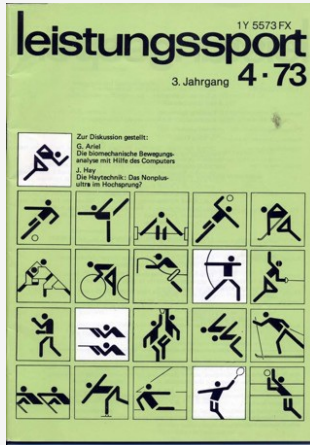 1Y 5573 FX
leistungssport
3. Jahrgang 4·73
Zur Diskussion gestellt:
G. Ariel
Die biomechanische Bewegungs-
analyse mit Hilfe des Computers
J. Hay
Die Haytechnik: Das Nonplus-
ultra im Hochsprung?